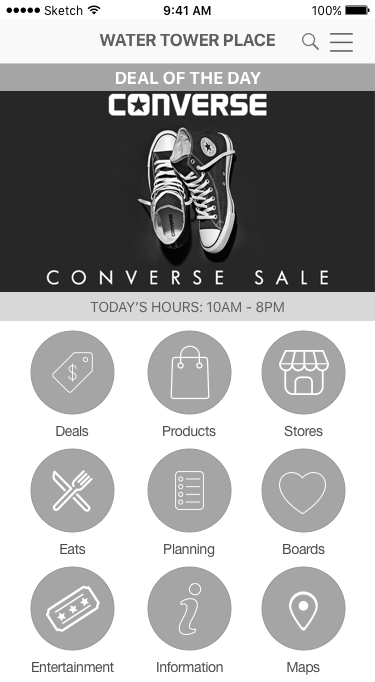 Sketch 9:41 AM 100%
WATER TOWER PLACE
DEAL OF THE DAY
CONVERSE
CONVERSE SALE
TODAY'S HOURS: 10AM - 8PM
Deals Products Stores
Eats Planning Boards
Entertainment Information Maps